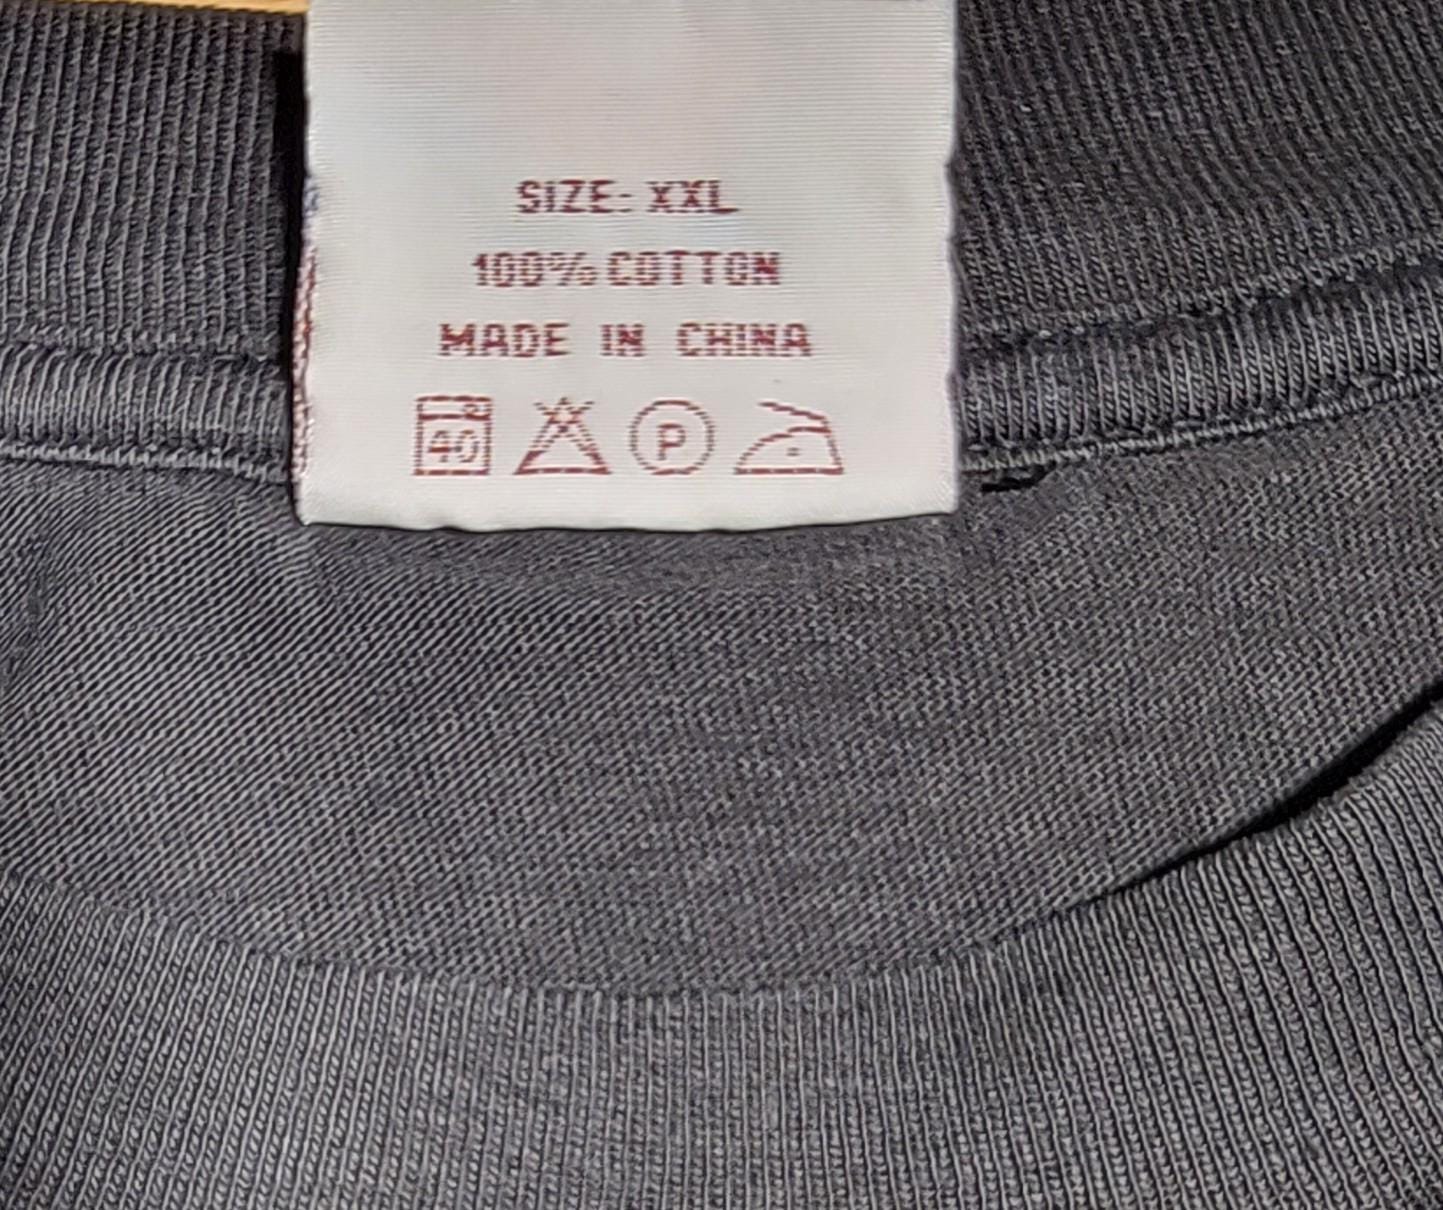 SIZE: XXL
100% COTTON
MADE IN CHINA
40 P